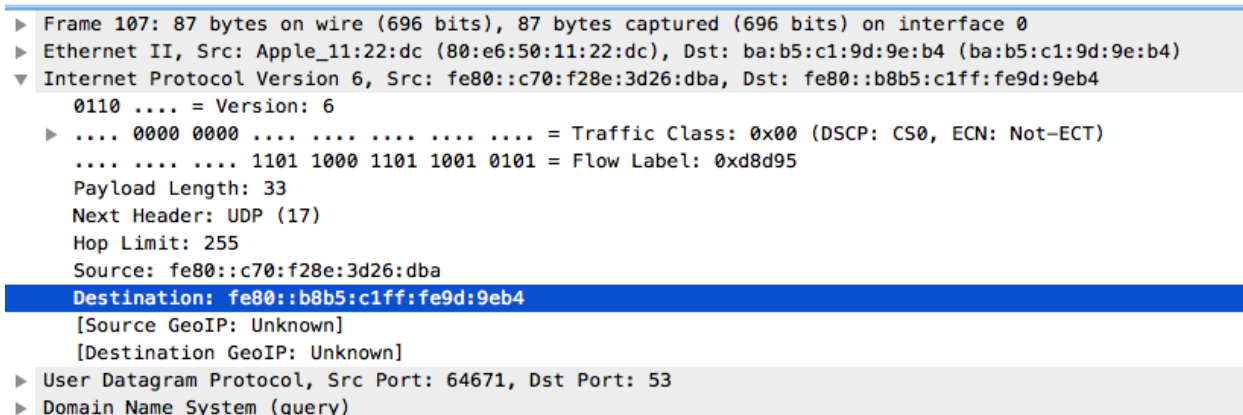 Frame 107: 87 bytes on wire (696 bits), 87 bytes captured (696 bits) on interface 0
Ethernet II, Src: Apple_11:22:dc (80:e6:50:11:22:dc), Dst: ba:b5:c1:9d:9e:b4 (ba:b5:c1:9d:9e:b4)
Internet Protocol Version 6, Src: fe80::c70:f28e:3d26:dba, Dst: fe80::b8b5:c1ff:fe9d:9eb4
0110 .... = Version: 6
.... 0000 0000 .... .... .... .... .... = Traffic Class: 0x00 (DSCP: CS0, ECN: Not-ECT)
.... .... .... 1101 1000 1101 1001 0101 = Flow Label: 0xd8d95
Payload Length: 33
Next Header: UDP (17)
Hop Limit: 255
Source: fe80::c70:f28e:3d26:dba
Destination: fe80::b8b5:c1ff:fe9d:9eb4
[Source GeoIP: Unknown]
[Destination GeoIP: Unknown]
User Datagram Protocol, Src Port: 64671, Dst Port: 53
Domain Name System (query)